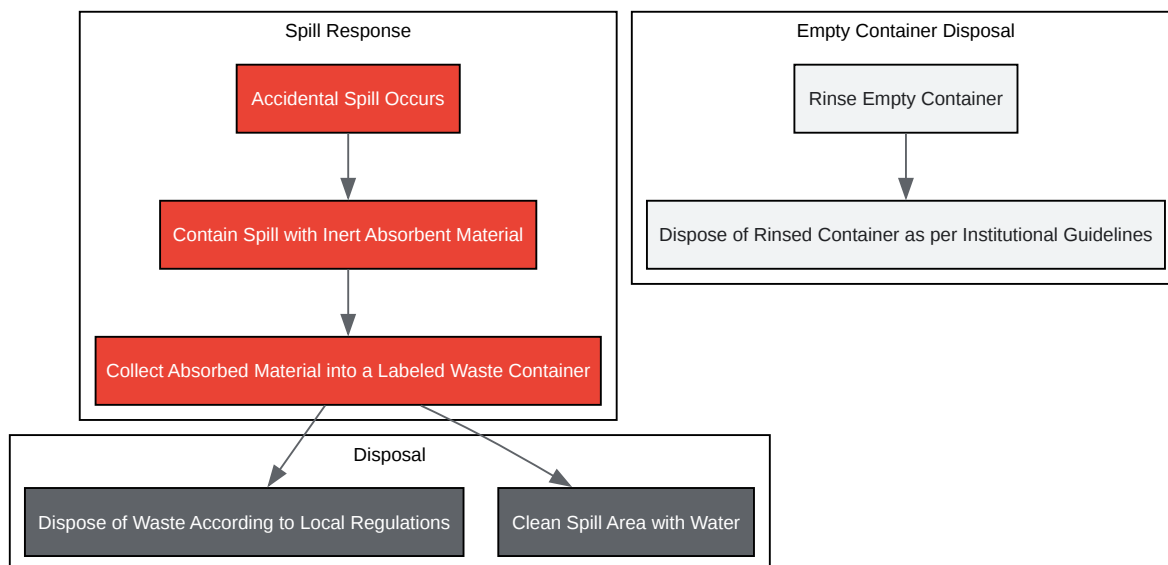 Spill Response
Accidental Spill Occurs
Contain Spill with Inert Absorbent Material
Collect Absorbed Material into a Labeled Waste Container
Empty Container Disposal
Rinse Empty Container
Dispose of Rinsed Container as per Institutional Guidelines
Disposal
Dispose of Waste According to Local Regulations
Clean Spill Area with Water